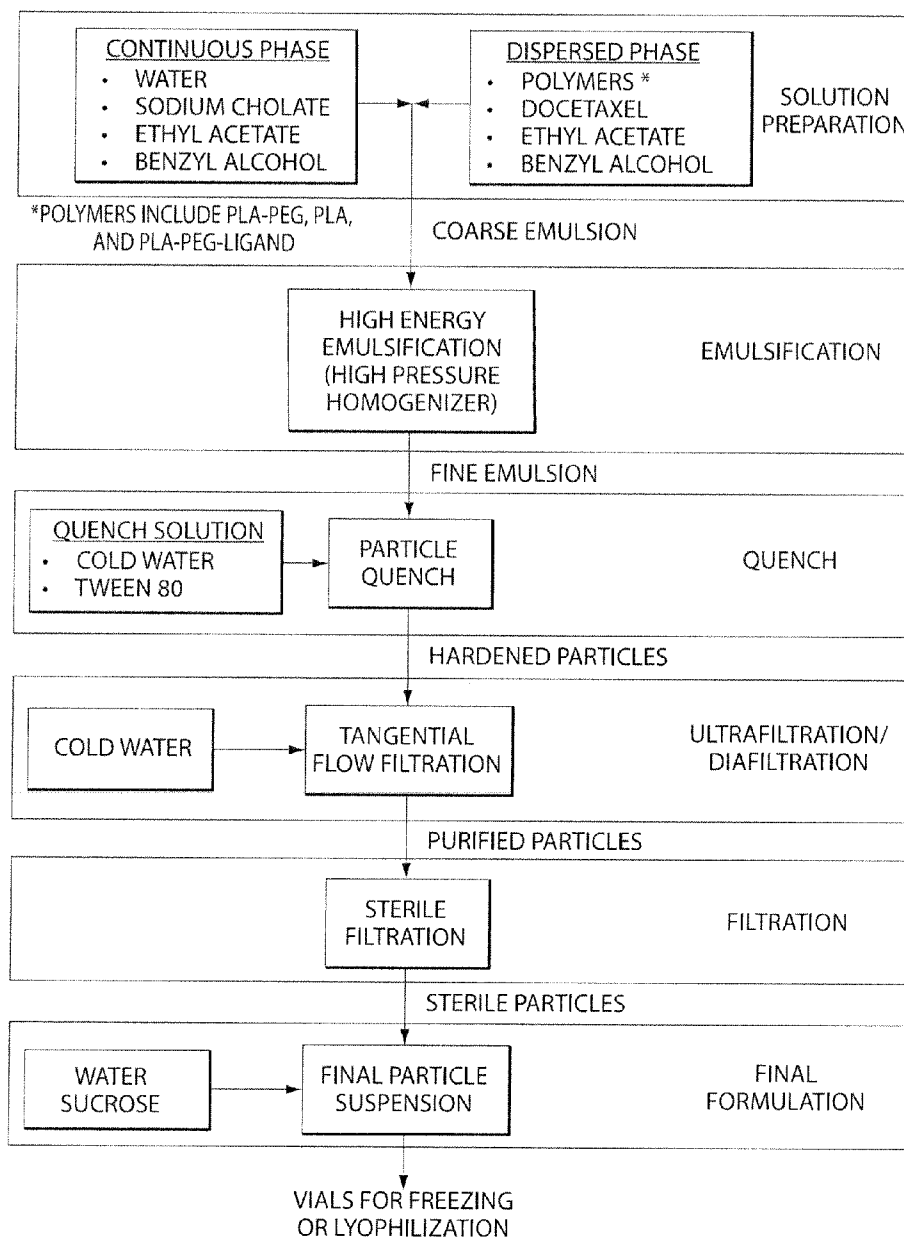 CONTINUOUS PHASE
• WATER
• SODIUM CHOLATE
• ETHYL ACETATE
• BENZYL ALCOHOL
DISPERSED PHASE
• POLYMERS *
• DOCETAXEL
• ETHYL ACETATE
• BENZYL ALCOHOL
SOLUTION
PREPARATION
*POLYMERS INCLUDE PLA-PEG, PLA,
AND PLA-PEG-LIGAND
COARSE EMULSION
HIGH ENERGY
EMULSIFICATION
(HIGH PRESSURE
HOMOGENIZER)
EMULSIFICATION
FINE EMULSION
QUENCH SOLUTION
• COLD WATER
• TWEEN 80
PARTICLE
QUENCH
QUENCH
HARDENED PARTICLES
COLD WATER
TANGENTIAL
FLOW FILTRATION
ULTRAFILTRATION/
DIAFILTRATION
PURIFIED PARTICLES
STERILE
FILTRATION
FILTRATION
STERILE PARTICLES
WATER
SUCROSE
FINAL PARTICLE
SUSPENSION
FINAL
FORMULATION
VIALS FOR FREEZING
OR LYOPHILIZATION